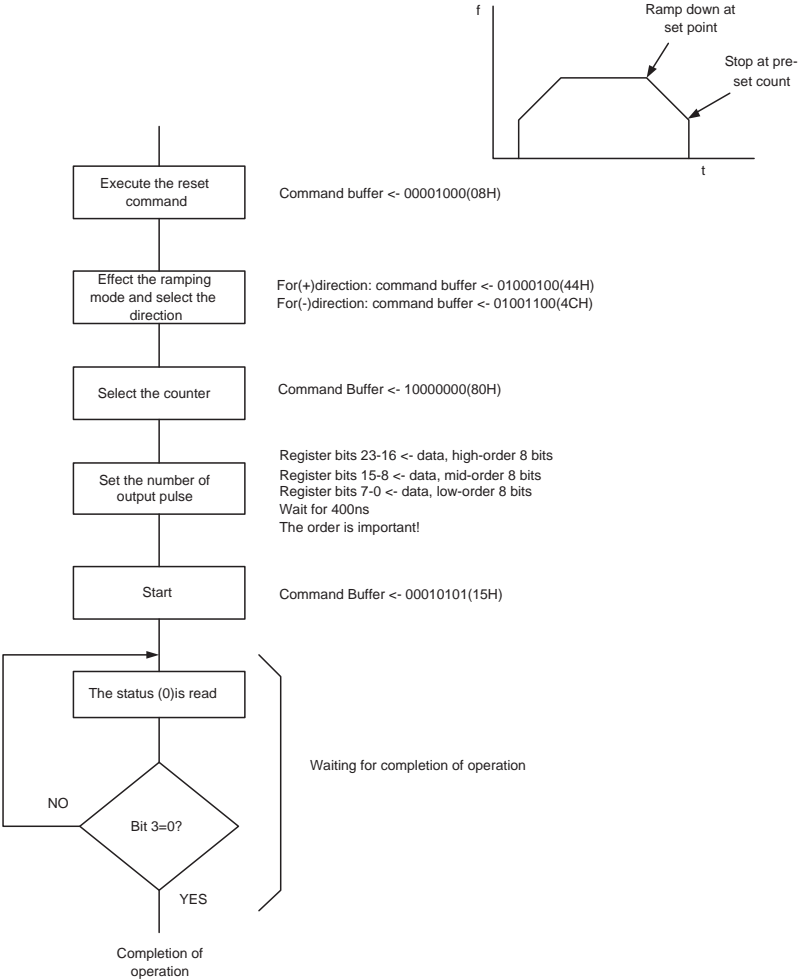 f
Ramp down at
set point
Stop at pre-
set count
t
Execute the reset
command
Command buffer <- 00001000(08H)
Effect the ramping
mode and select the
direction
For(+)direction: command buffer <- 01000100(44H)
For(-)direction: command buffer <- 01001100(4CH)
Select the counter
Command Buffer <- 10000000(80H)
Set the number of
output pulse
Register bits 23-16 <- data, high-order 8 bits
Register bits 15-8 <- data, mid-order 8 bits
Register bits 7-0 <- data, low-order 8 bits
Wait for 400ns
The order is important!
Start
Command Buffer <- 00010101(15H)
The status (0)is read
Waiting for completion of operation
NO
Bit 3=0?
YES
Completion of
operation